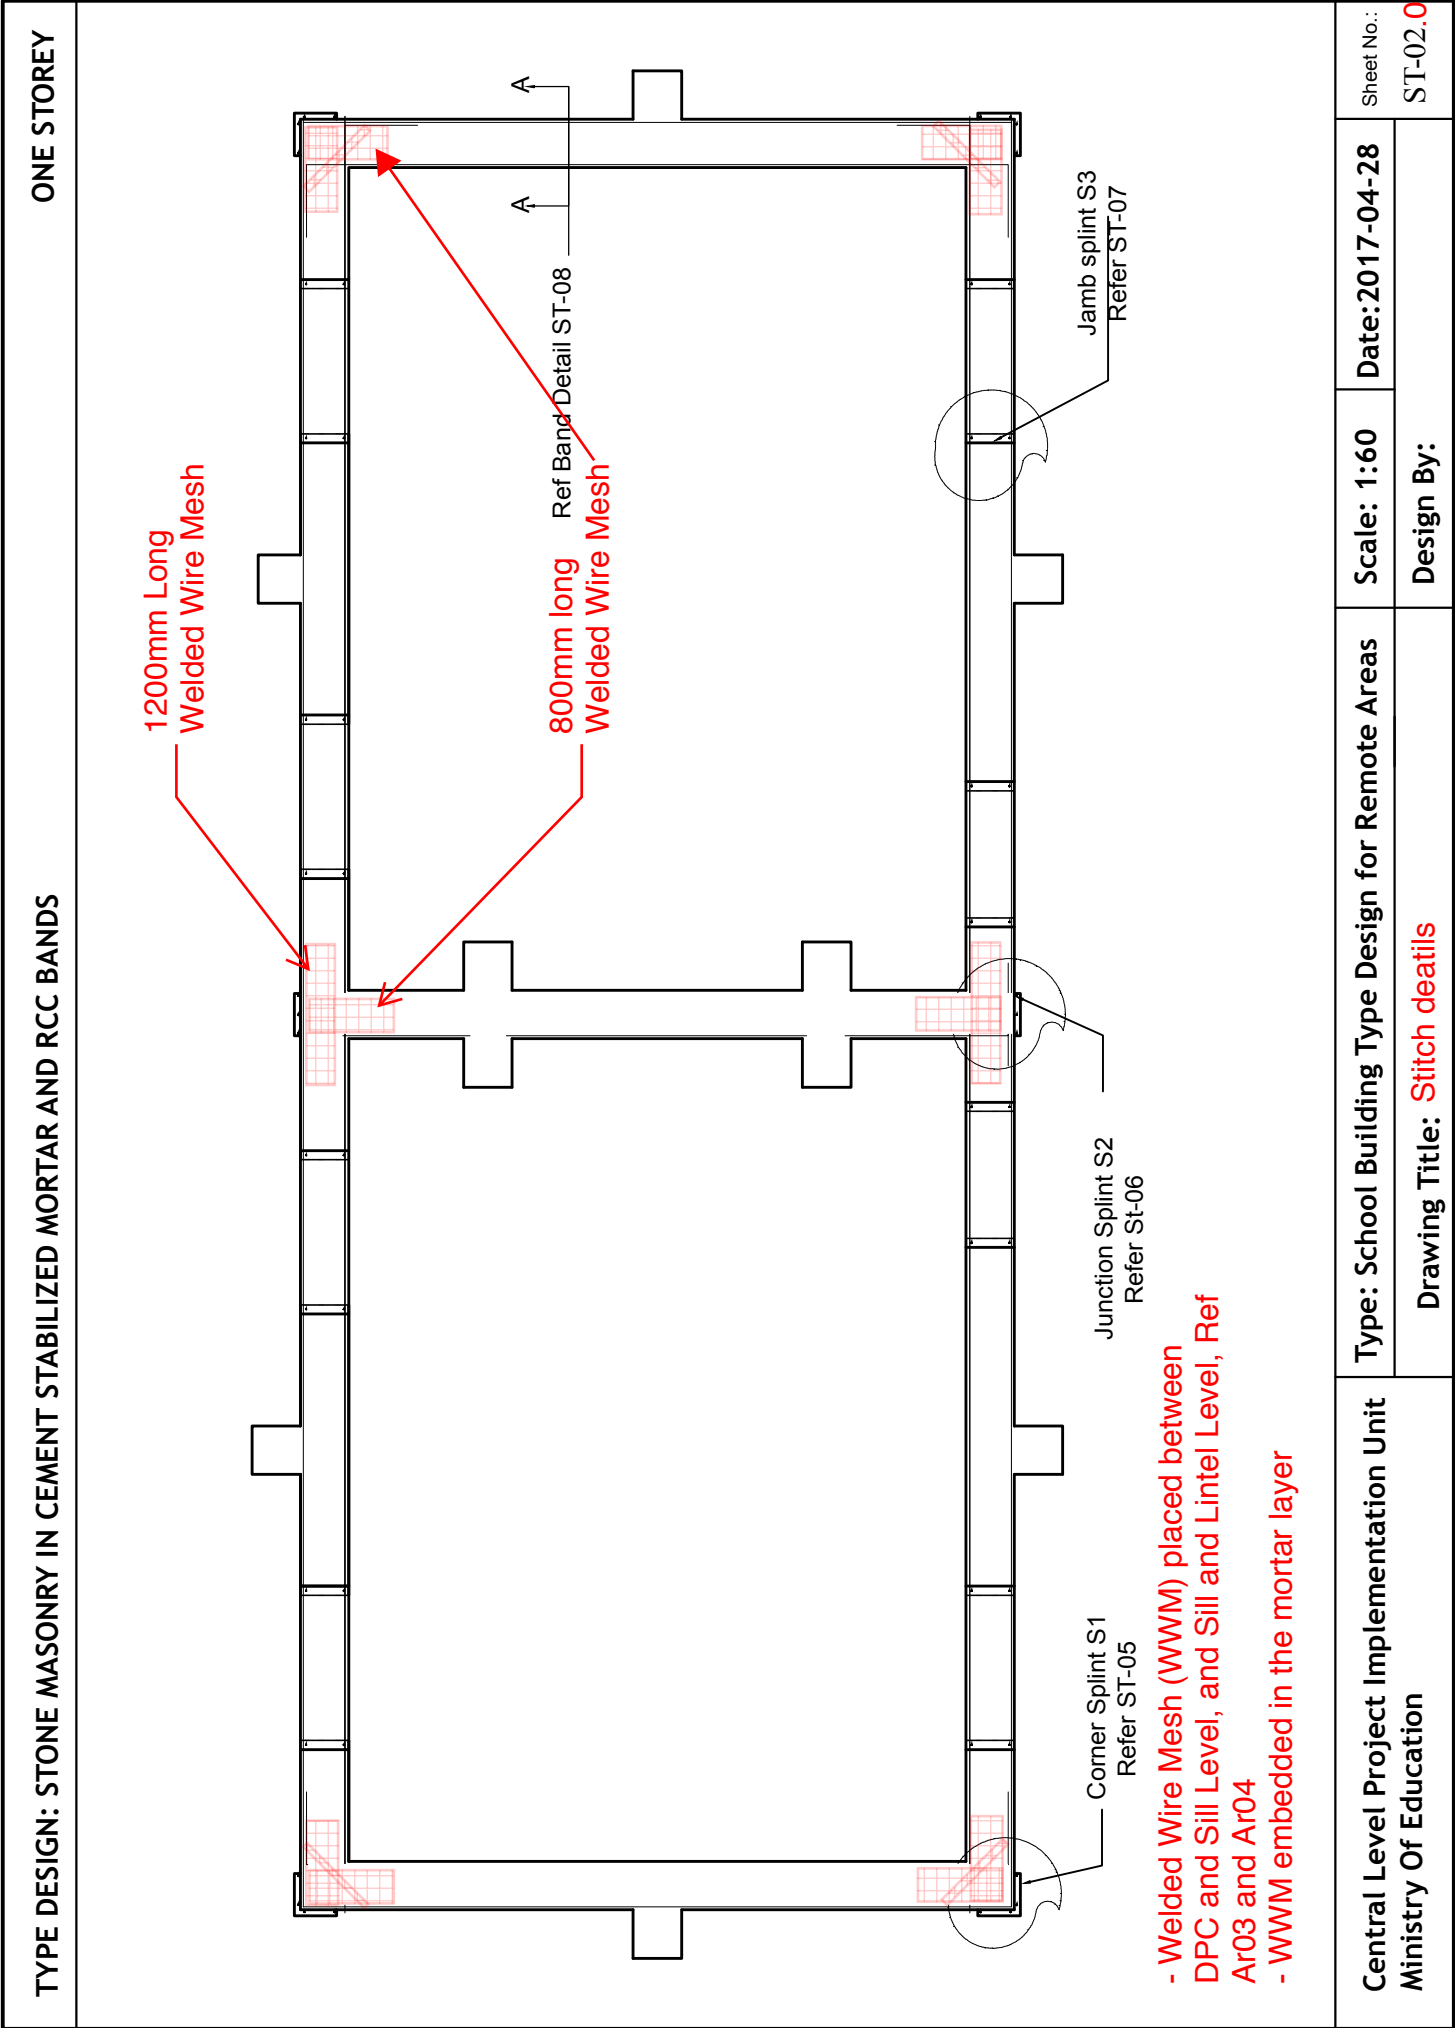 TYPE DESIGN: STONE MASONRY IN CEMENT STABILIZED MORTAR AND RCC BANDS
ONE STOREY
1200mm Long
Welded Wire Mesh
A
A
Ref Band Detail ST-08
800mm long
Welded Wire Mesh
Corner Splint S1
Refer ST-05
Junction Splint S2
Refer St-06
Jamb splint S3
Refer ST-07
- Welded Wire Mesh (WWM) placed between
DPC and Sill Level, and Sill and Lintel Level, Ref
Ar03 and Ar04
- WWM embedded in the mortar layer
Central Level Project Implementation Unit
Ministry Of Education
Type: School Building Type Design for Remote Areas
Drawing Title: Stitch deatils
Scale: 1:60
Date:2017-04-28
Design By:
Sheet No.:
ST-02.0